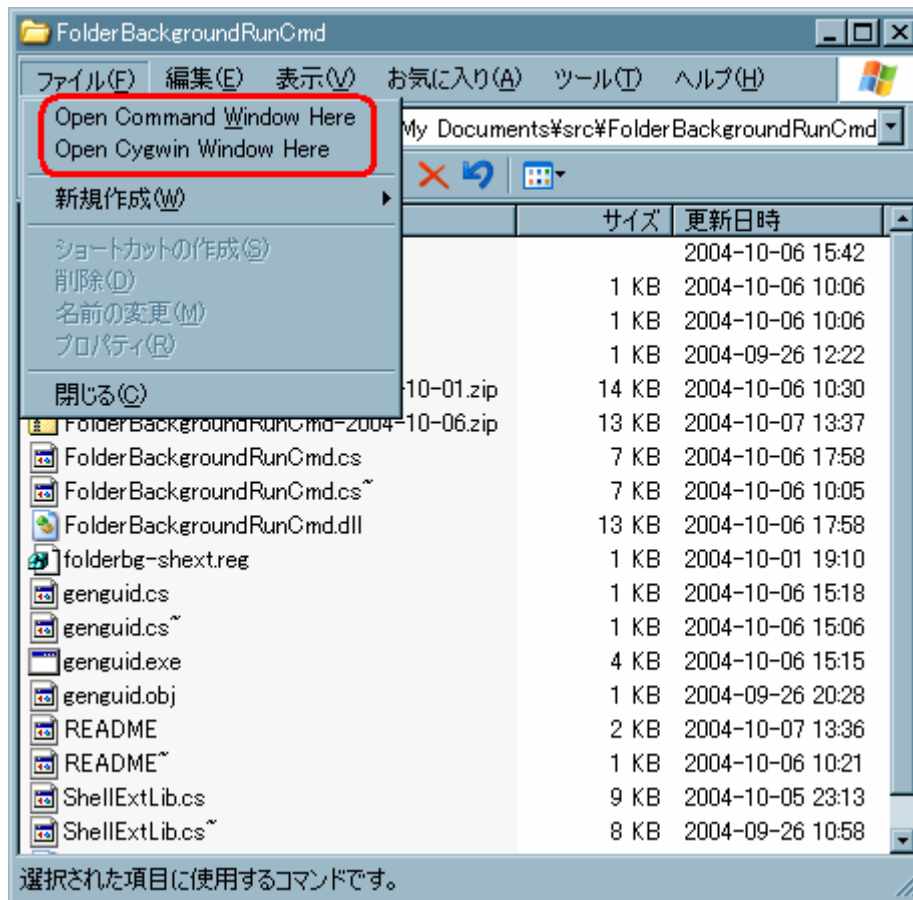 FolderBackgroundRunCmd
ファイル(F) 編集(E) 表示(V) お気に入り(A) ツール(T) ヘルプ(H)
Open Command Window Here
Open Cygwin Window Here
新規作成(W)
ショートカットの作成(S)
削除(D)
名前の変更(M)
プロパティ(R)
閉じる(C)
My Documents¥src¥FolderBackgroundRunCmd
サイズ 更新日時
2004-10-06 15:42
1 KB 2004-10-06 10:06
1 KB 2004-10-06 10:06
1 KB 2004-09-26 12:22
-10-01.zip 14 KB 2004-10-06 10:30
FolderBackgroundRunCmd-2004-10-06.zip 13 KB 2004-10-07 13:37
FolderBackgroundRunCmd.cs 7 KB 2004-10-06 17:58
FolderBackgroundRunCmd.cs~ 7 KB 2004-10-06 10:05
FolderBackgroundRunCmd.dll 13 KB 2004-10-06 17:58
folderbg-shext.reg 1 KB 2004-10-01 19:10
genguid.cs 1 KB 2004-10-06 15:18
genguid.cs~ 1 KB 2004-10-06 15:06
genguid.exe 4 KB 2004-10-06 15:15
genguid.obj 1 KB 2004-09-26 20:28
README 2 KB 2004-10-07 13:36
README~ 1 KB 2004-10-06 10:21
ShellExtLib.cs 9 KB 2004-10-05 23:13
ShellExtLib.cs~ 8 KB 2004-09-26 10:58
選択された項目に使用するコマンドです。